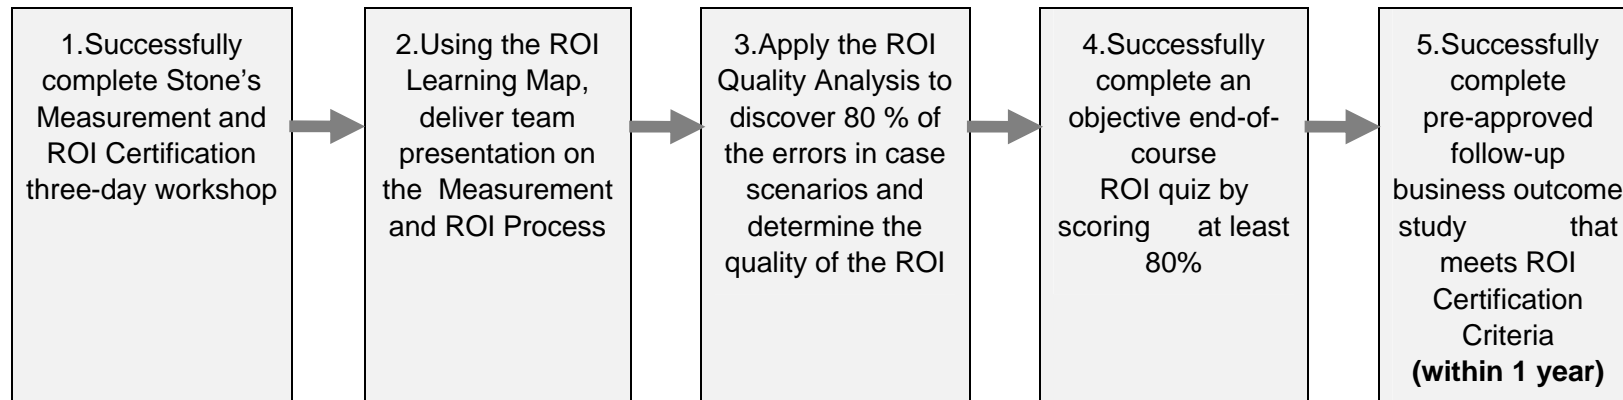 1.Successfully
complete Stone's
Measurement and
ROI Certification
three-day workshop
2.Using the ROI
Learning Map,
deliver team
presentation on
the Measurement
and ROI Process
3.Apply the ROI
Quality Analysis to
discover 80 % of
the errors in case
scenarios and
determine the
quality of the ROI
4.Successfully
complete an
objective end-of-
course
ROI quiz by
scoring at least
80%
5.Successfully
complete
pre-approved
follow-up
business outcome
study that
meets ROI
Certification
Criteria
(within 1 year)